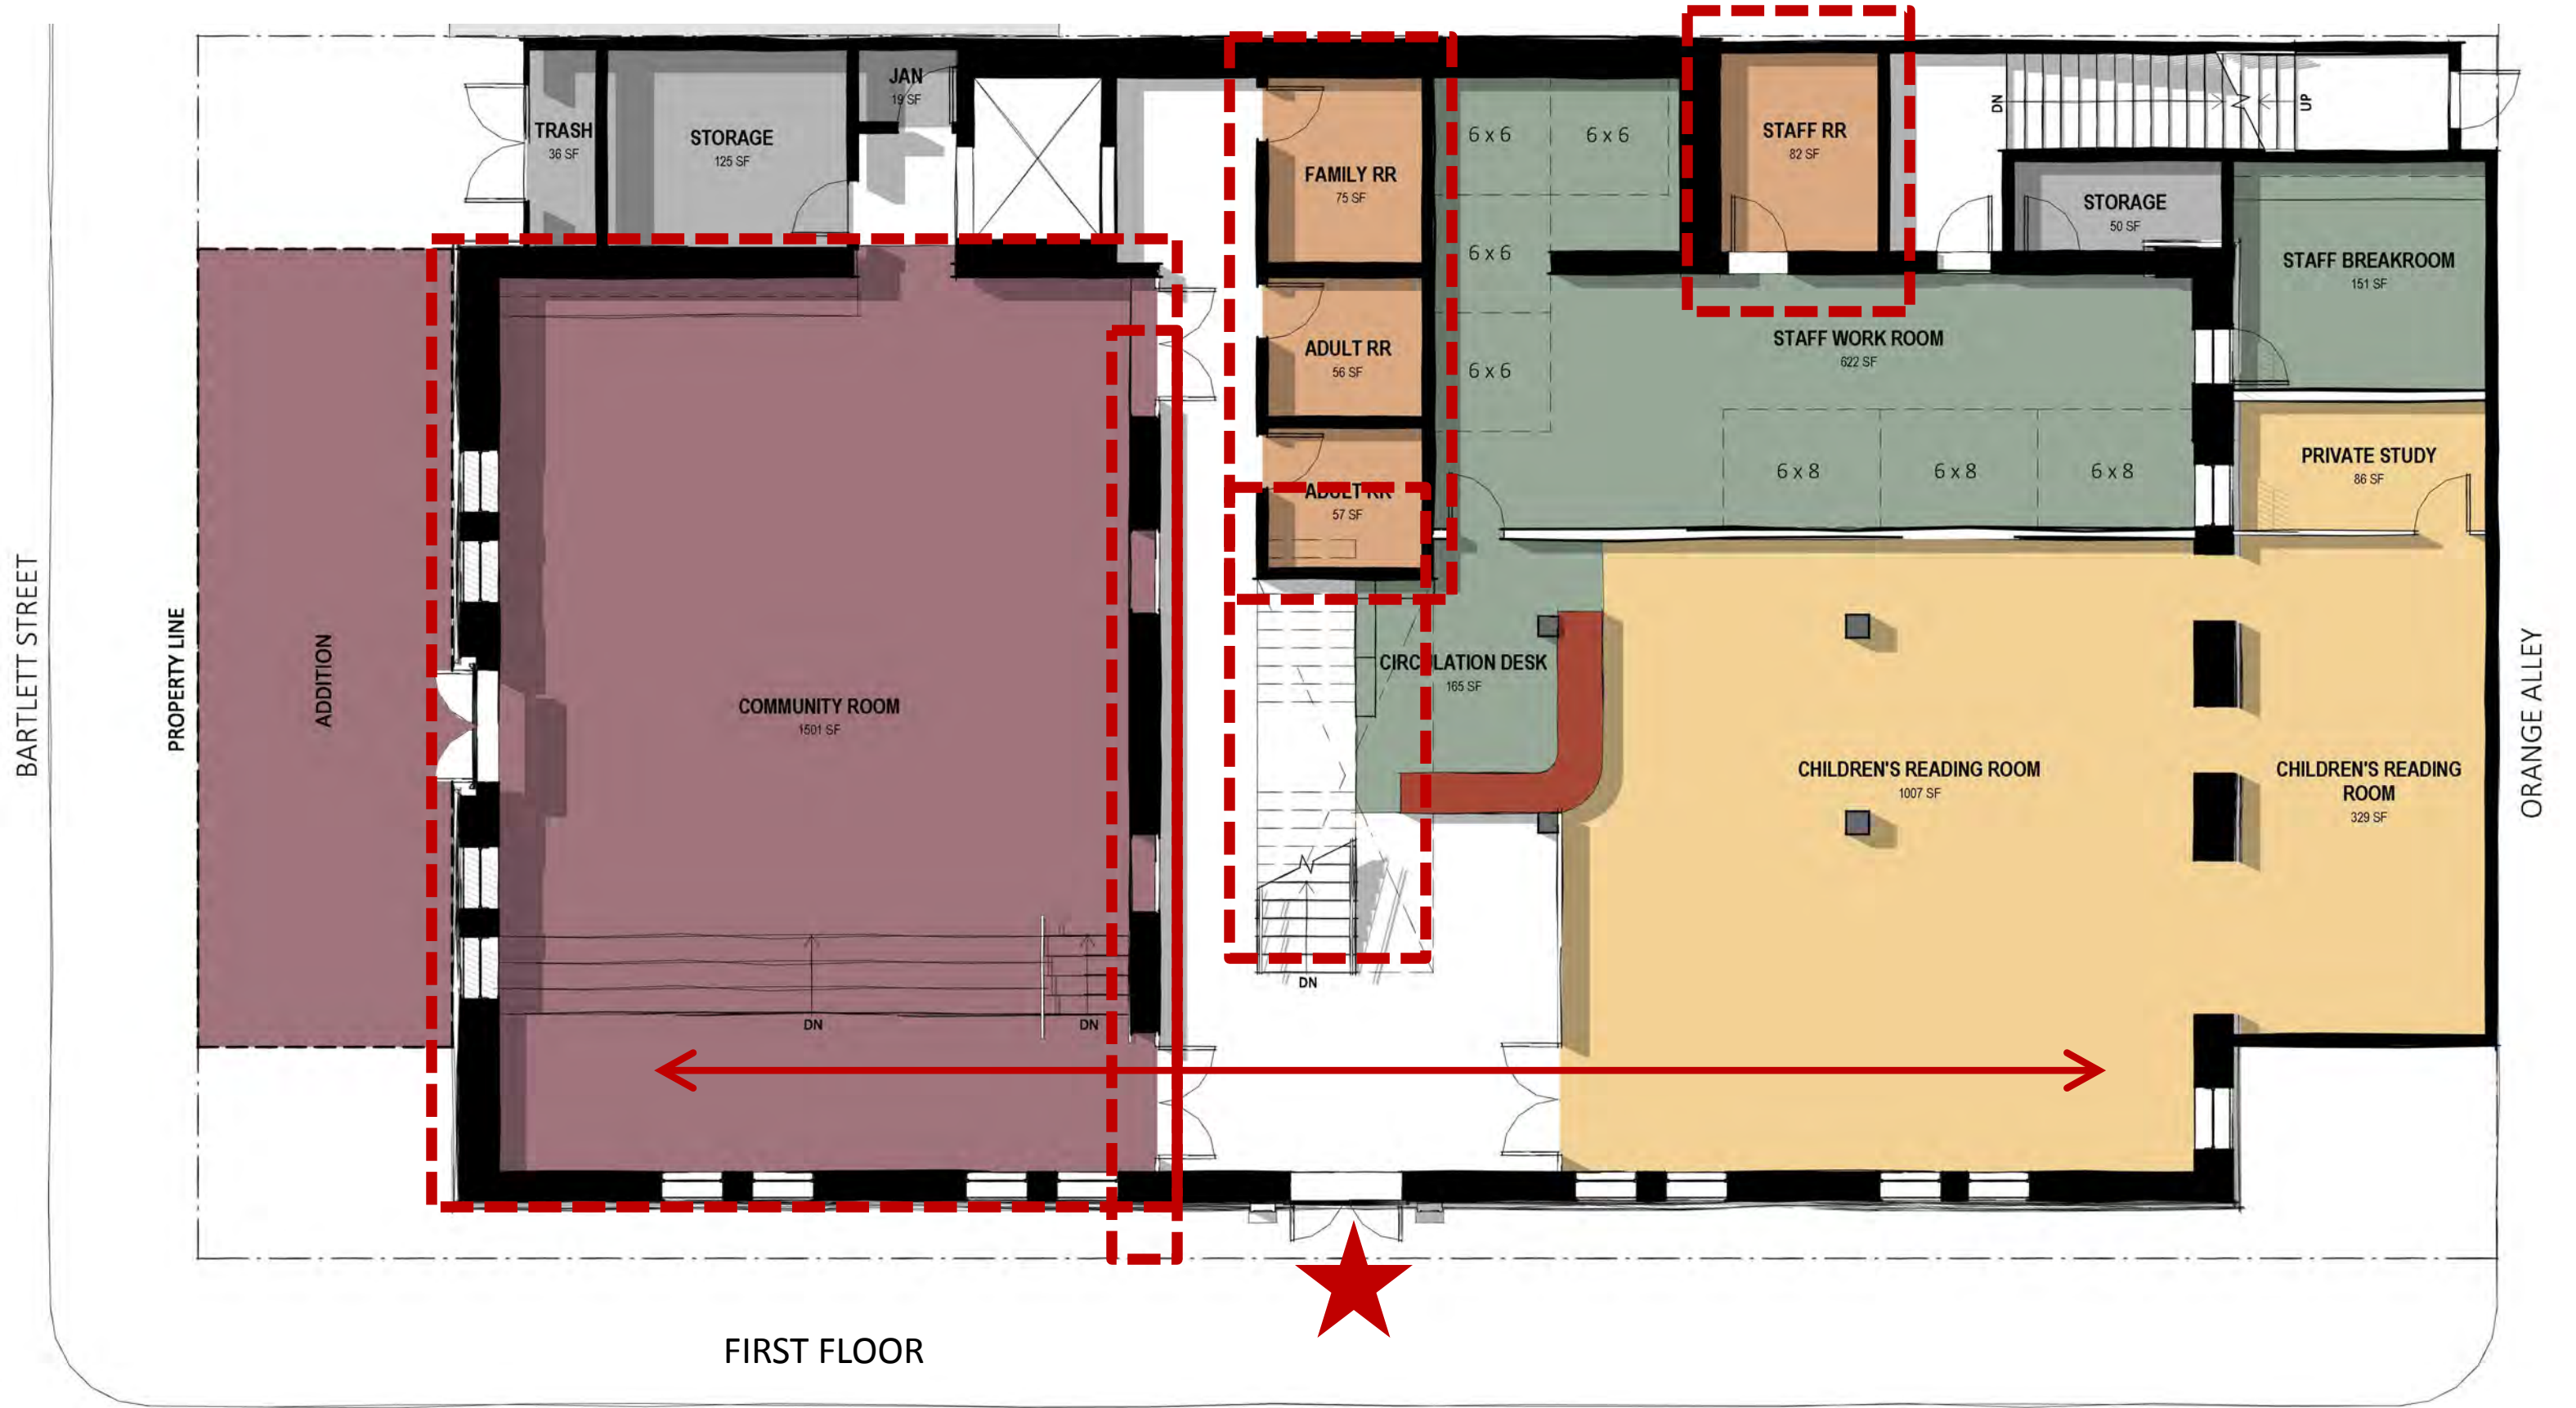 JAN
19 SF
TRASH
36 SF
STORAGE
125 SF
FAMILY RR
75 SF
6 x 6
6 x 6
STAFF RR
82 SF
DN
UP
STORAGE
50 SF
6 x 6
STAFF BREAKROOM
151 SF
ADULT RR
56 SF
6 x 6
STAFF WORK ROOM
622 SF
ADULT RR
57 SF
6 x 8
6 x 8
6 x 8
PRIVATE STUDY
86 SF
BARTLETT STREET
PROPERTY LINE
ADDITION
COMMUNITY ROOM
1501 SF
CIRCULATION DESK
165 SF
CHILDREN'S READING ROOM
1007 SF
CHILDREN'S READING
ROOM
329 SF
ORANGE ALLEY
DN
DN
DN
FIRST FLOOR